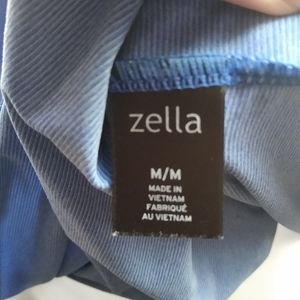 zella
M/M
MADE IN
VIETNAM
FABRIQUÉ
AU VIETNAM